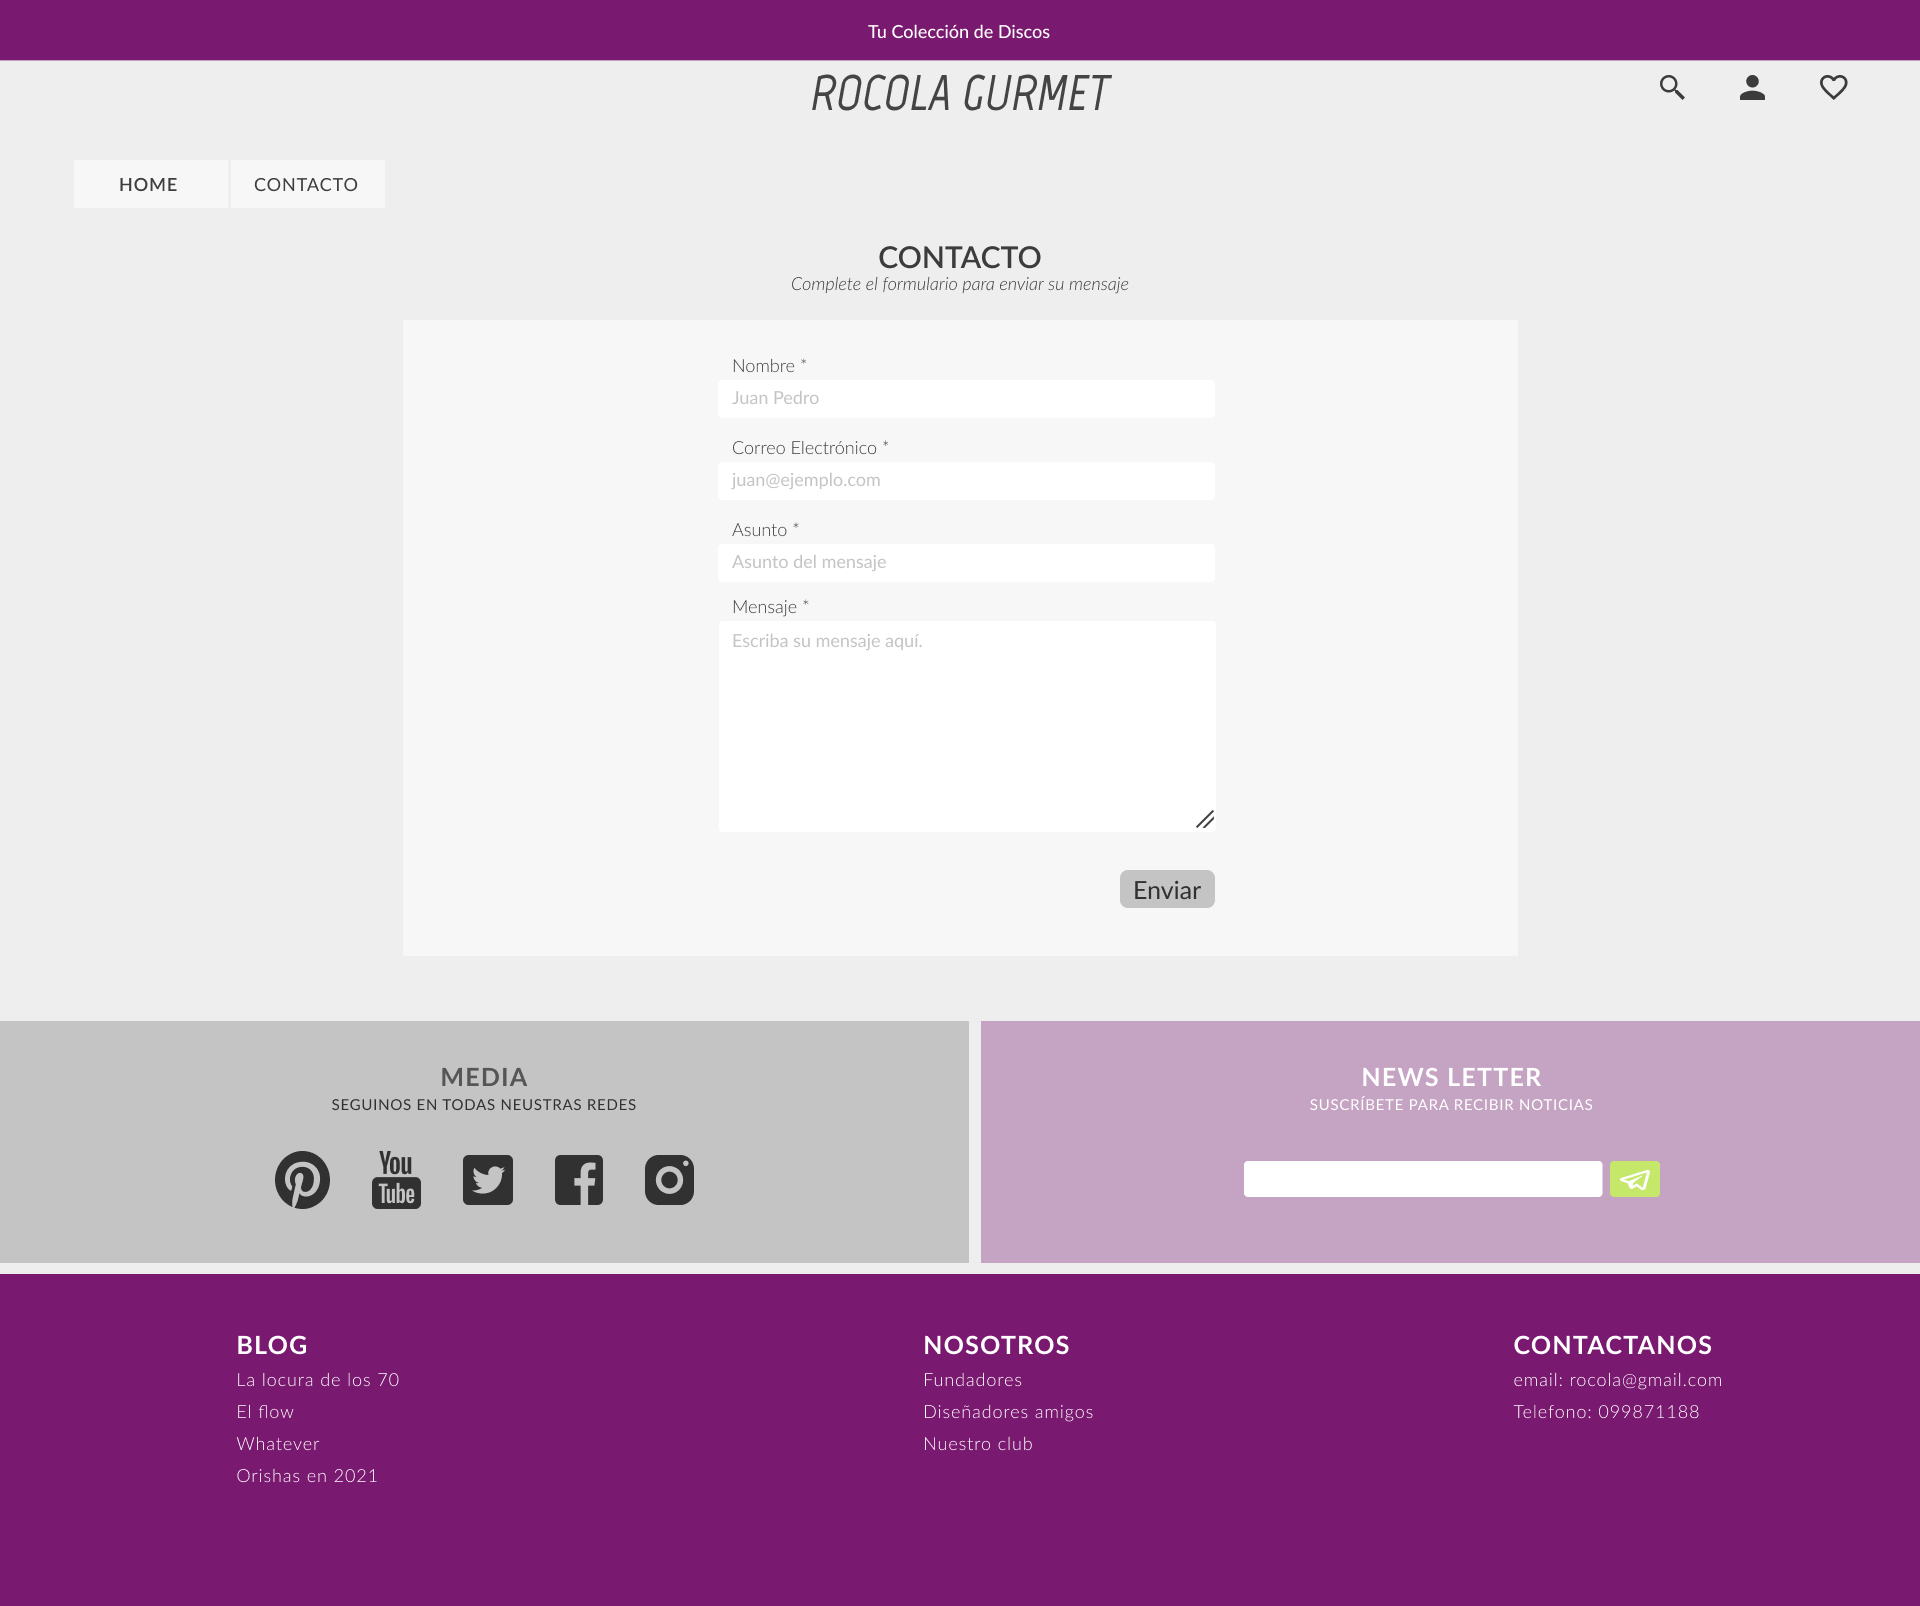 Tu Colección de Discos
ROCOLA GURMET
HOME
CONTACTO
CONTACTO
Complete el formulario para enviar su mensaje
Nombre *
Juan Pedro
Correo Electrónico *
juan@ejemplo.com
Asunto *
Asunto del mensaje
Mensaje *
Escriba su mensaje aquí.
Enviar
MEDIA
SEGUINOS EN TODAS NEUSTRAS REDES
You
Tube
NEWS LETTER
SUSCRÍBETE PARA RECIBIR NOTICIAS
BLOG
La locura de los 70
El flow
Whatever
Orishas en 2021
NOSOTROS
Fundadores
Diseñadores amigos
Nuestro club
CONTACTANOS
email: rocola@gmail.com
Telefono: 099871188